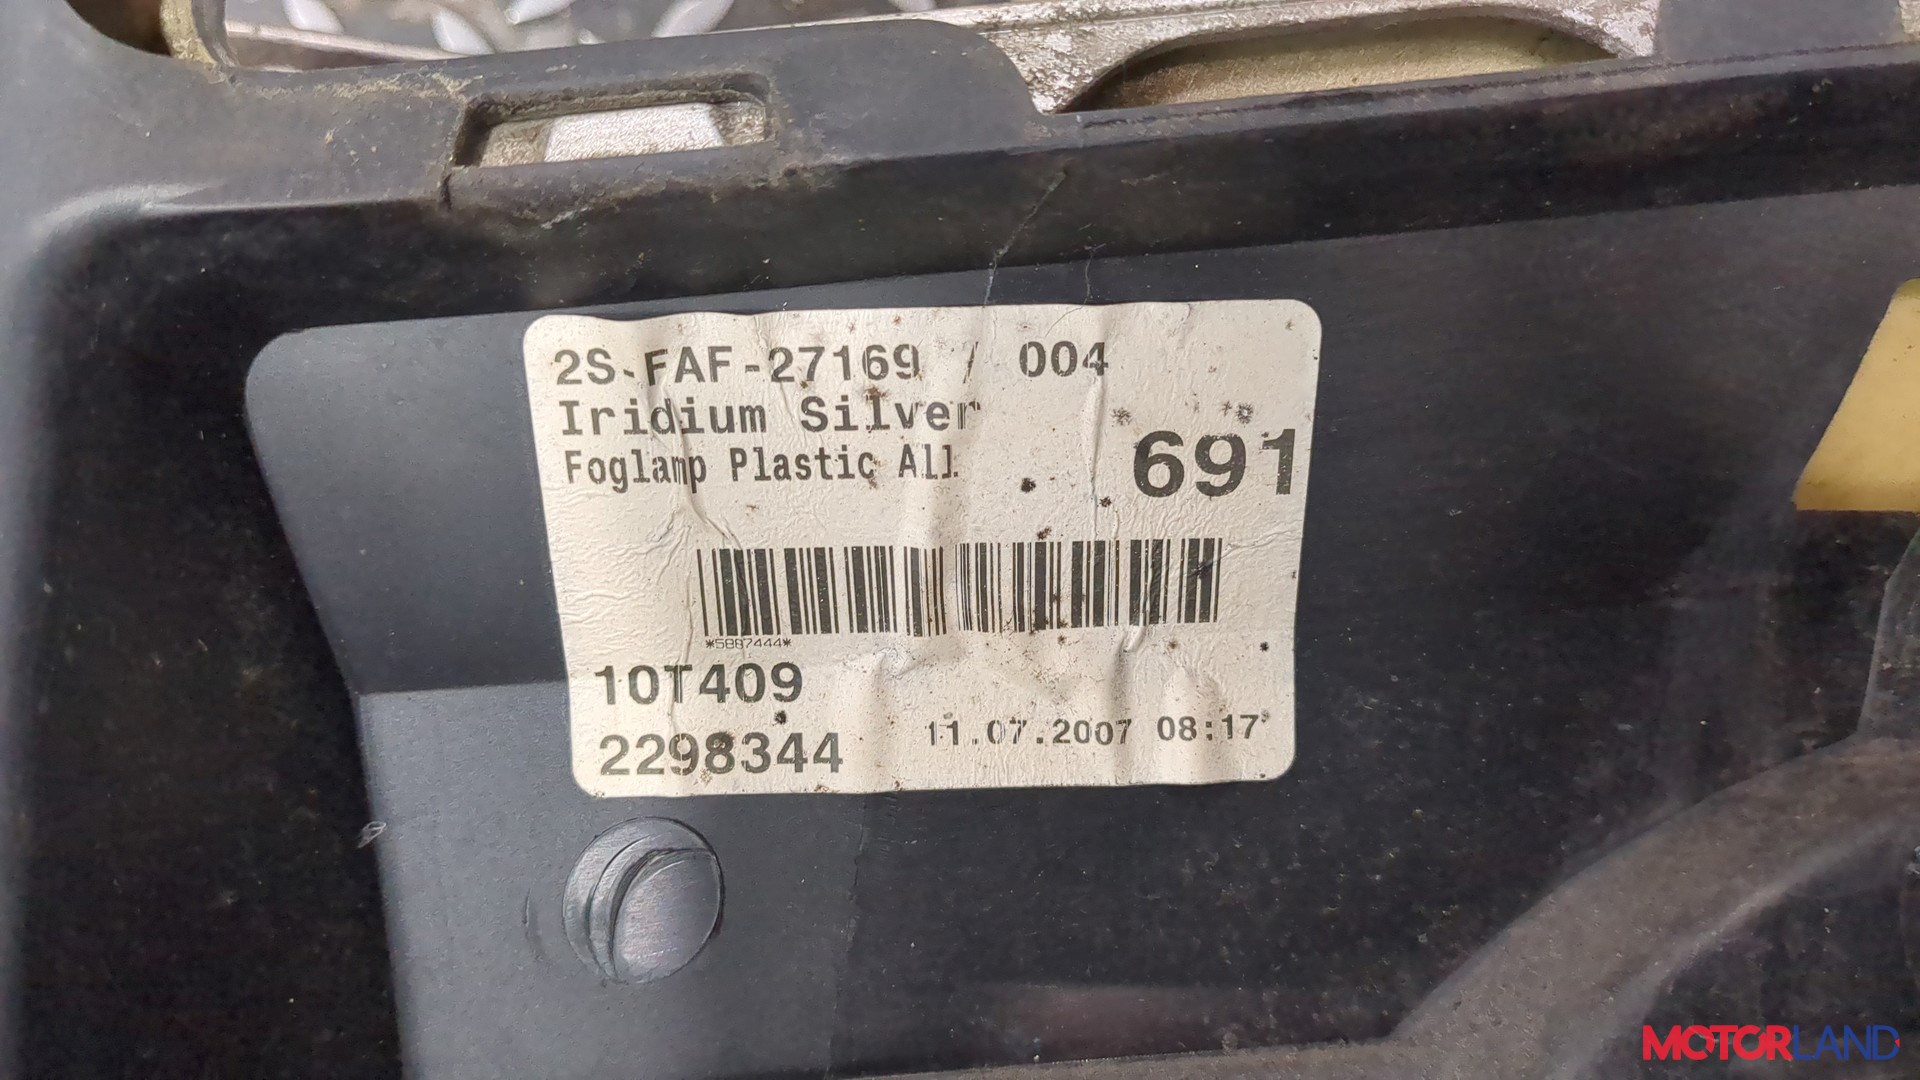 2S-FAF-27169 / 004
Iridium Silver
Foglamp Plastic All
691
*5887444*
10T409
2298344
11.07.2007 08:17
MOTORLAND